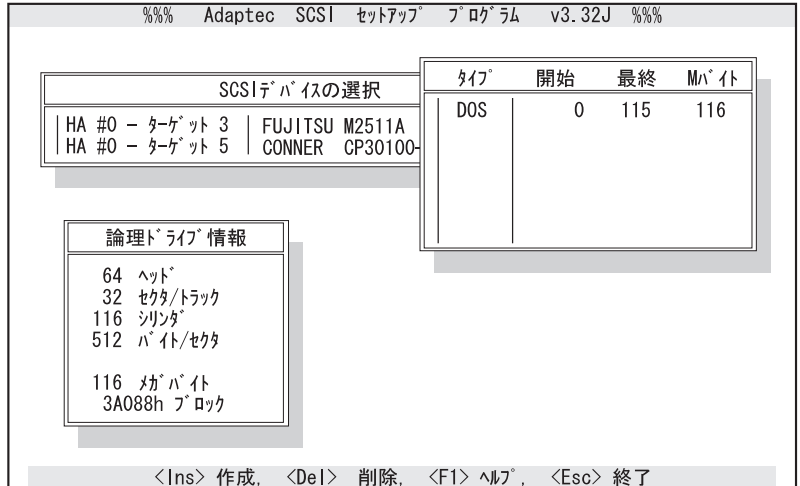 %%% Adaptec SCSI ｾｯﾄｱｯﾌﾟ ﾌﾟﾛｸﾞﾗﾑ v3.32J %%%
SCSIﾃﾞﾊﾞｲｽの選択
HA #0 - ﾀｰｹﾞｯﾄ 3 | FUJITSU M2511A
HA #0 - ﾀｰｹﾞｯﾄ 5 | CONNER CP30100-
ﾀｲﾌﾟ 開始 最終 Mﾊﾞｲﾄ
DOS 0 115 116
論理ﾄﾞﾗｲﾌﾞ情報
64 ﾍｯﾄﾞ
32 ｾｸﾀ/ﾄﾗｯｸ
116 ｼﾘﾝﾀﾞ
512 ﾊﾞｲﾄ/ｾｸﾀ
116 ﾒｶﾞﾊﾞｲﾄ
3A088h ﾌﾞﾛｯｸ
<Ins> 作成, <Del> 削除, <F1> ﾍﾙﾌﾟ, <Esc> 終了